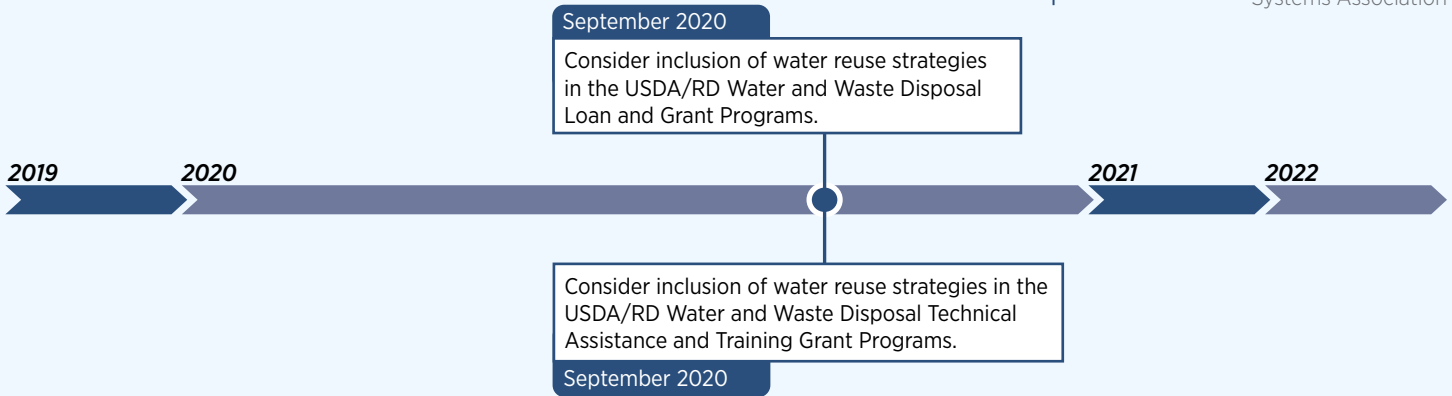 Systems Association
September 2020
Consider inclusion of water reuse strategies
in the USDA/RD Water and Waste Disposal
Loan and Grant Programs.
2019
2020
2021
2022
Consider inclusion of water reuse strategies in the
USDA/RD Water and Waste Disposal Technical
Assistance and Training Grant Programs.
September 2020